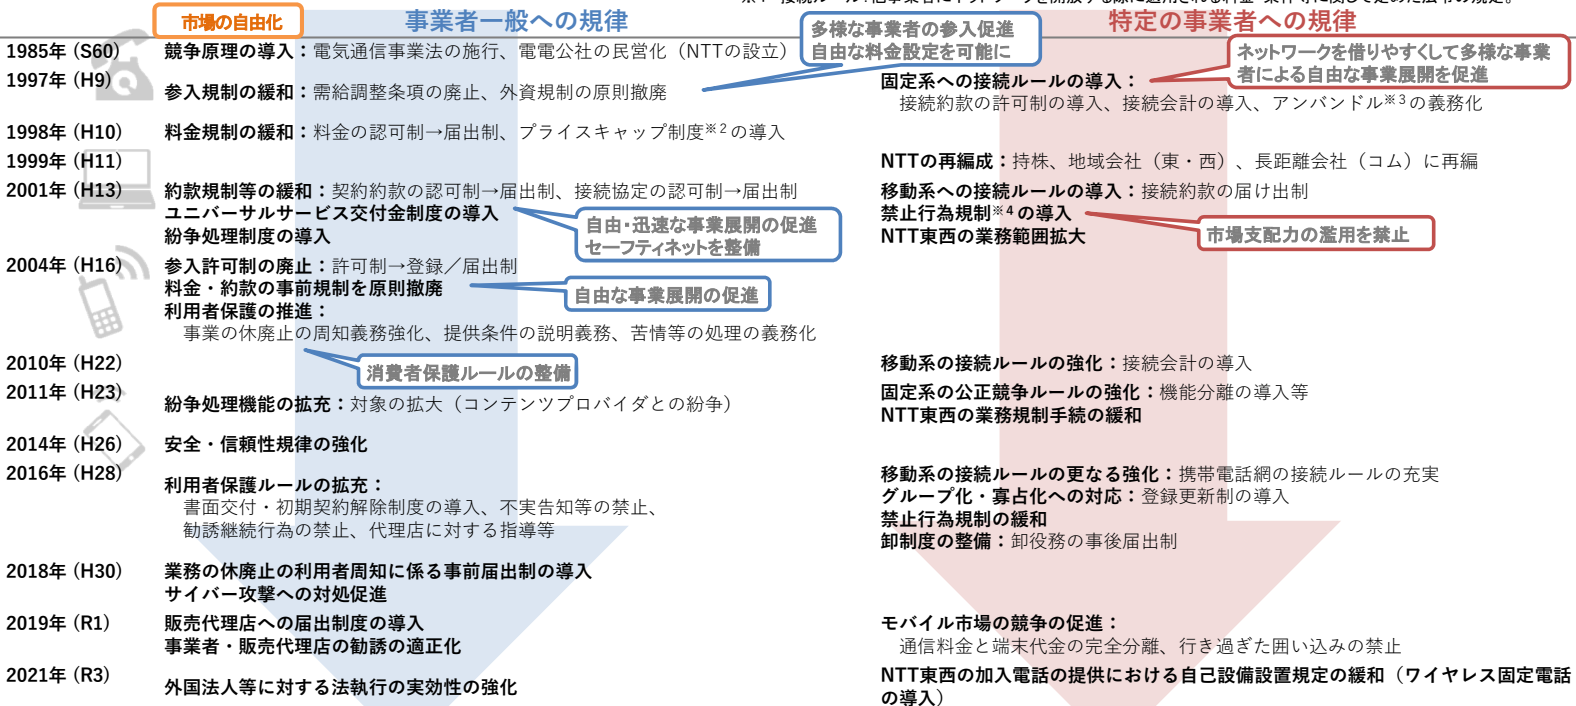 市場の自由化
事業者一般への規律
特定の事業者への規律
多様な事業者の参入促進
自由な料金設定を可能に
ネットワークを借りやすくして多様な事業
者による自由な事業展開を促進
1985年 (S60)
競争原理の導入：電気通信事業法の施行、電電公社の民営化（NTTの設立）
1997年 (H9)
参入規制の緩和：需給調整条項の廃止、外資規制の原則撤廃
固定系への接続ルールの導入：
接続約款の許可制の導入、接続会計の導入、アンバンドル※3の義務化
1998年 (H10)
料金規制の緩和：料金の認可制→届出制、プライスキャップ制度※2の導入
1999年 (H11)
NTTの再編成：持株、地域会社（東・西）、長距離会社（コム）に再編
2001年 (H13)
約款規制等の緩和：契約約款の認可制→届出制、接続協定の認可制→届出制
ユニバーサルサービス交付金制度の導入
紛争処理制度の導入
自由・迅速な事業展開の促進
セーフティネットを整備
移動系への接続ルールの導入：接続約款の届け出制
禁止行為規制※4の導入
NTT東西の業務範囲拡大
市場支配力の濫用を禁止
2004年 (H16)
参入許可制の廃止：許可制→登録／届出制
料金・約款の事前規制を原則撤廃
自由な事業展開の促進
利用者保護の推進：
事業の休廃止の周知義務強化、提供条件の説明義務、苦情等の処理の義務化
消費者保護ルールの整備
2010年 (H22)
移動系の接続ルールの強化：接続会計の導入
2011年 (H23)
紛争処理機能の拡充：対象の拡大（コンテンツプロバイダとの紛争）
固定系の公正競争ルールの強化：機能分離の導入等
NTT東西の業務規制手続の緩和
2014年 (H26)
安全・信頼性規律の強化
2016年 (H28)
利用者保護ルールの拡充：
書面交付・初期契約解除制度の導入、不実告知等の禁止、
勧誘継続行為の禁止、代理店に対する指導等
移動系の接続ルールの更なる強化：携帯電話網の接続ルールの充実
グループ化・寡占化への対応：登録更新制の導入
禁止行為規制の緩和
卸制度の整備：卸役務の事後届出制
2018年 (H30)
業務の休廃止の利用者周知に係る事前届出制の導入
サイバー攻撃への対処促進
2019年 (R1)
販売代理店への届出制度の導入
事業者・販売代理店の勧誘の適正化
モバイル市場の競争の促進：
通信料金と端末代金の完全分離、行き過ぎた囲い込みの禁止
2021年 (R3)
外国法人等に対する法執行の実効性の強化
NTT東西の加入電話の提供における自己設備設置規定の緩和（ワイヤレス固定電話
の導入）